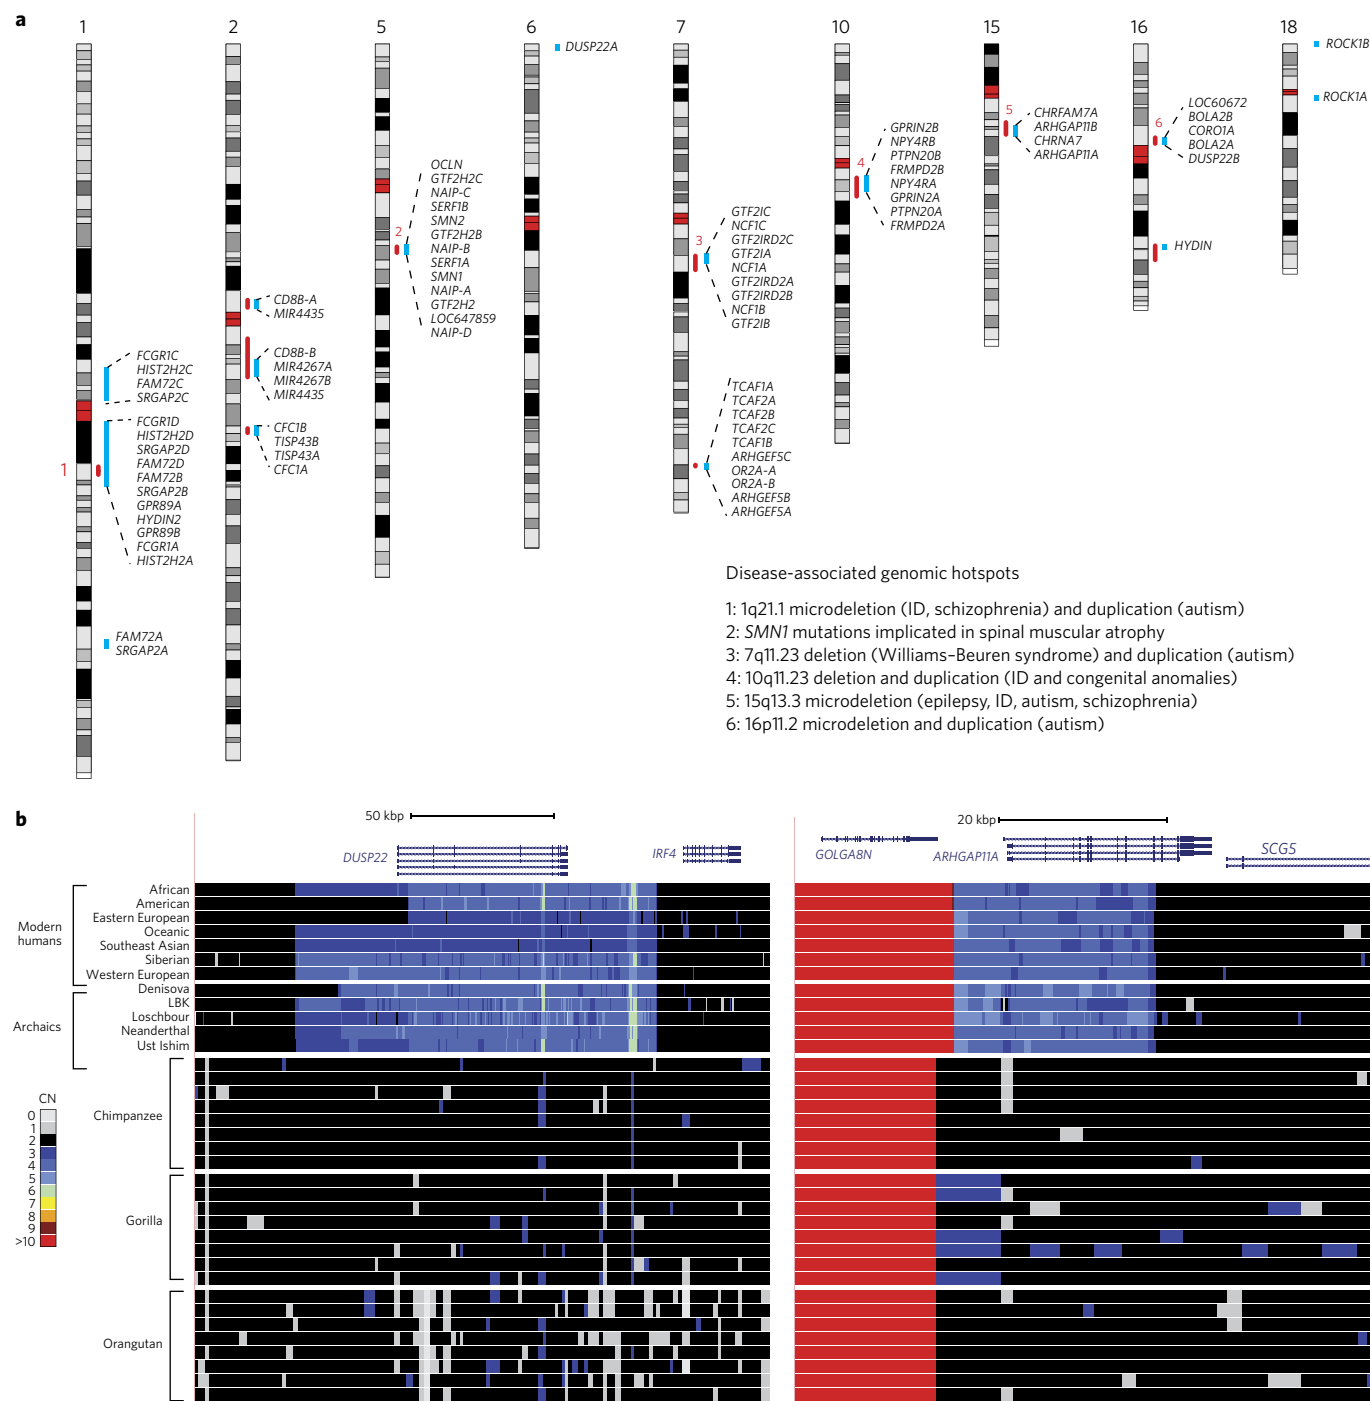 a
1
2
5
6
7
10
15
16
18
FCGR1C
HIST2H2C
FAM72C
SRGAP2C
1
FCGR1D
HIST2H2D
SRGAP2D
FAM72D
FAM72B
SRGAP2B
GPR89A
HYDIN2
GPR89B
FCGR1A
HIST2H2A
FAM72A
SRGAP2A
CD8B-A
MIR4435
CD8B-B
MIR4267A
MIR4267B
MIR4435
CFC1B
TISP43B
TISP43A
CFC1A
2
OCLN
GTF2H2C
NAIP-C
SERF1B
SMN2
GTF2H2B
NAIP-B
SERF1A
SMN1
NAIP-A
GTF2H2
LOC647859
NAIP-D
DUSP22A
3
GTF2IC
NCF1C
GTF2IRD2C
GTF2IA
NCF1A
GTF2IRD2A
GTF2IRD2B
NCF1B
GTF2IB
TCAF1A
TCAF2A
TCAF2B
TCAF2C
TCAF1B
ARHGEF5C
OR2A-A
OR2A-B
ARHGEF5B
ARHGEF5A
4
GPRIN2B
NPY4RB
PTPN20B
FRMPD2B
NPY4RA
GPRIN2A
PTPN20A
FRMPD2A
5
CHRFAM7A
ARHGAP11B
CHRNA7
ARHGAP11A
6
LOC60672
BOLA2B
CORO1A
BOLA2A
DUSP22B
HYDIN
ROCK1B
ROCK1A
Disease-associated genomic hotspots
1: 1q21.1 microdeletion (ID, schizophrenia) and duplication (autism)
2: SMN1 mutations implicated in spinal muscular atrophy
3: 7q11.23 deletion (Williams–Beuren syndrome) and duplication (autism)
4: 10q11.23 deletion and duplication (ID and congenital anomalies)
5: 15q13.3 microdeletion (epilepsy, ID, autism, schizophrenia)
6: 16p11.2 microdeletion and duplication (autism)
b
50 kbp
DUSP22
IRF4
20 kbp
GOLGA8N
ARHGAP11A
SCG5
Modern
humans
African
American
Eastern European
Oceanic
Southeast Asian
Siberian
Western European
Archaics
Denisova
LBK
Loschbour
Neanderthal
Ust Ishim
Chimpanzee
Gorilla
Orangutan
CN
0
1
2
3
4
5
6
7
8
9
>10